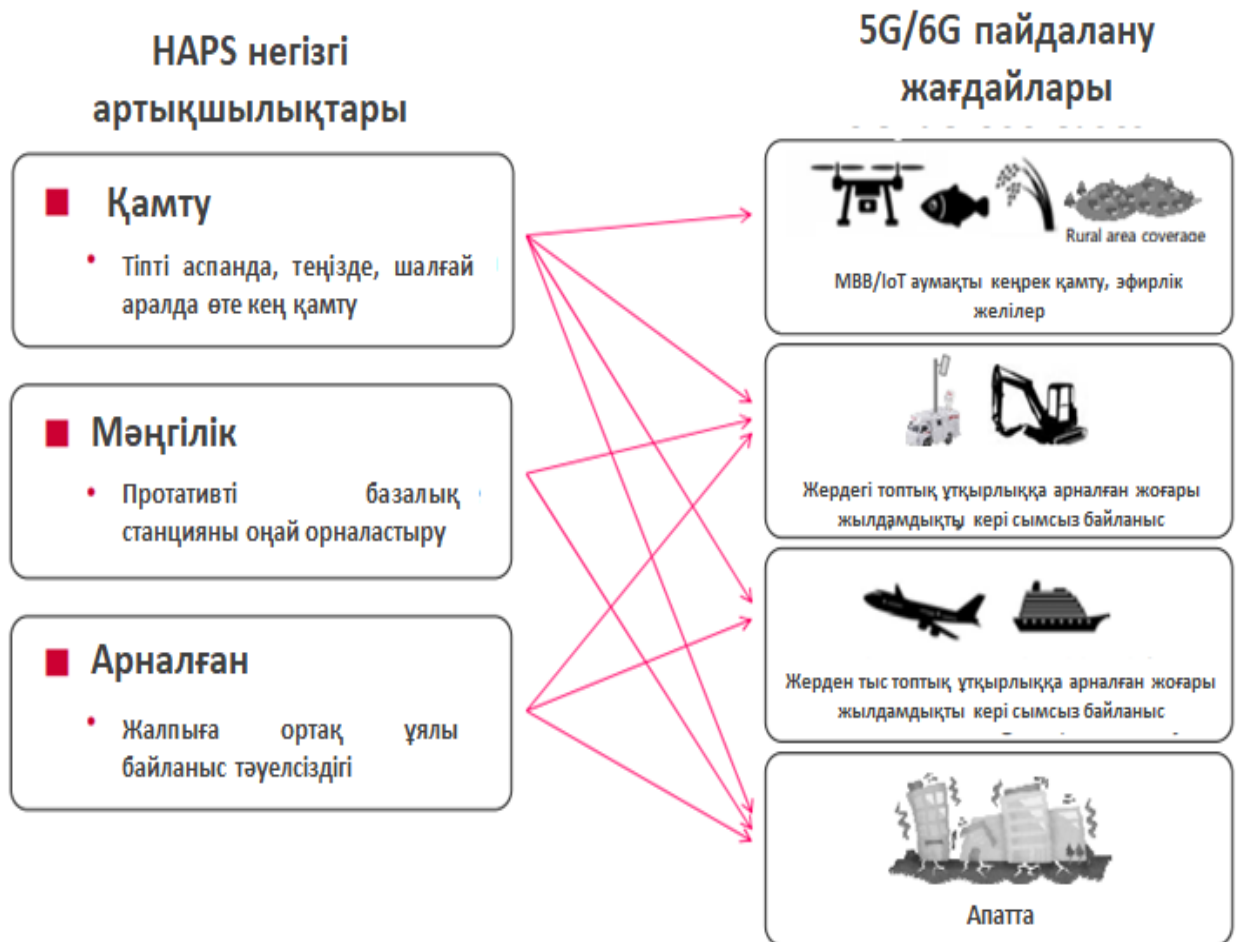 HAPS негізгі
артықшылықтары
■ Қамту
• Тіпті аспанда, теңізде, шалғай
аралда өте кең қамту
■ Мәңгілік
• Протативті базалық
станцияны оңай орналастыру
■ Арналған
• Жалпыға ортақ ұялы
байланыс тәуелсіздігі
5G/6G пайдалану
жағдайлары
Rural area coverage
MBB/IoT аумақты кеңрек қамту, эфирлік
желілер
Жердегі топтық ұтқырлыққа арналған жоғары
жылдамдықты кері сымсыз байланыс
Жерден тыс топтық ұтқырлыққа арналған жоғары
жылдамдықты кері сымсыз байланыс
Апатта